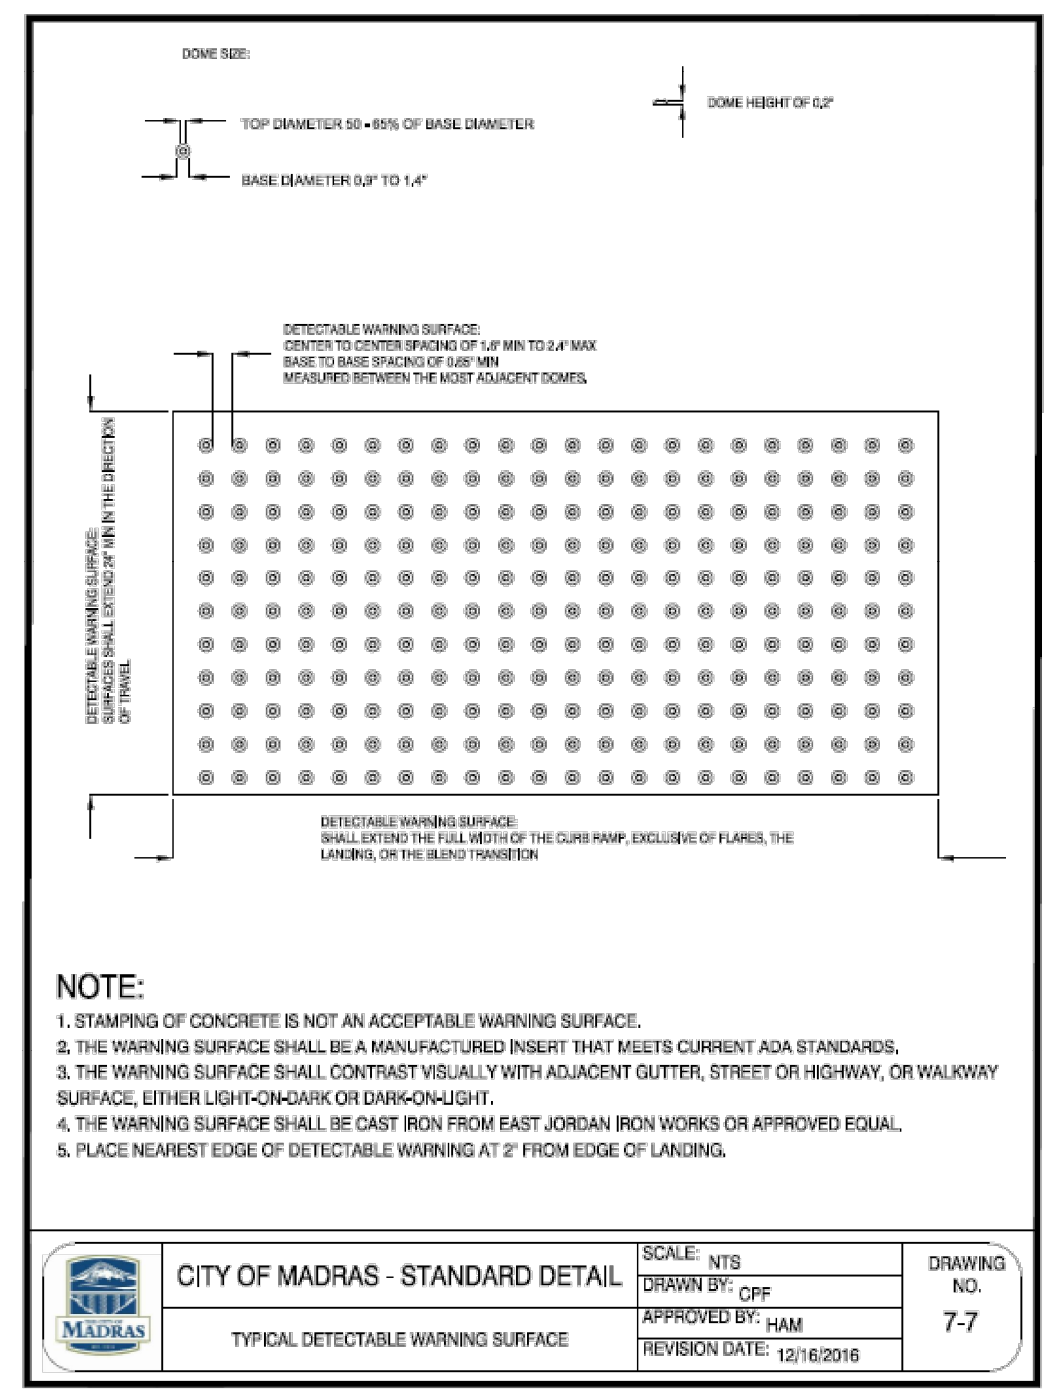 DOME SIZE:
DOME HEIGHT OF 0.2"
TOP DIAMETER 50 - 65% OF BASE DIAMETER
BASE DIAMETER 0.9" TO 1.4"
DETECTABLE WARNING SURFACE:
CENTER TO CENTER SPACING OF 1.6" MIN TO 2.4" MAX
BASE TO BASE SPACING OF 0.65" MIN
MEASURED BETWEEN THE MOST ADJACENT DOMES.
DETECTABLE WARNING SURFACE:
SURFACES SHALL EXTEND 24" MIN IN THE DIRECTION
OF TRAVEL
DETECTABLE WARNING SURFACE:
SHALL EXTEND THE FULL WIDTH OF THE CURB RAMP, EXCLUSIVE OF FLARES, THE
LANDING, OR THE BLEND TRANSITION
NOTE:
1. STAMPING OF CONCRETE IS NOT AN ACCEPTABLE WARNING SURFACE.
2. THE WARNING SURFACE SHALL BE A MANUFACTURED INSERT THAT MEETS CURRENT ADA STANDARDS.
3. THE WARNING SURFACE SHALL CONTRAST VISUALLY WITH ADJACENT GUTTER, STREET OR HIGHWAY, OR WALKWAY
SURFACE, EITHER LIGHT-ON-DARK OR DARK-ON-LIGHT.
4. THE WARNING SURFACE SHALL BE CAST IRON FROM EAST JORDAN IRON WORKS OR APPROVED EQUAL.
5. PLACE NEAREST EDGE OF DETECTABLE WARNING AT 2" FROM EDGE OF LANDING.
THE CITY OF
MADRAS
CITY OF MADRAS - STANDARD DETAIL
TYPICAL DETECTABLE WARNING SURFACE
SCALE: NTS
DRAWN BY: CPF
APPROVED BY: HAM
REVISION DATE: 12/16/2016
DRAWING
NO.
7-7